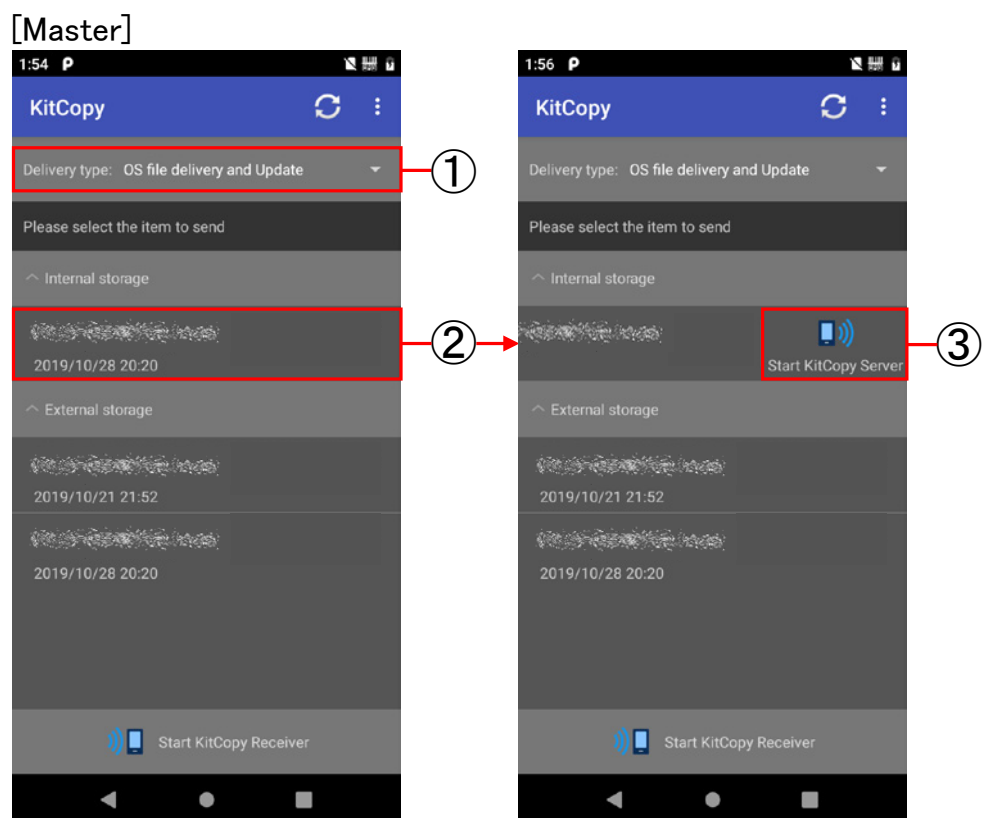 [Master]
1:54
KitCopy
Delivery type: OS file delivery and Update
①
Please select the item to send
Internal storage
②
2019/10/28 20:20
External storage
2019/10/21 21:52
2019/10/28 20:20
Start KitCopy Receiver
1:56
KitCopy
Delivery type: OS file delivery and Update
Please select the item to send
Internal storage
Start KitCopy Server
③
External storage
2019/10/21 21:52
2019/10/28 20:20
Start KitCopy Receiver